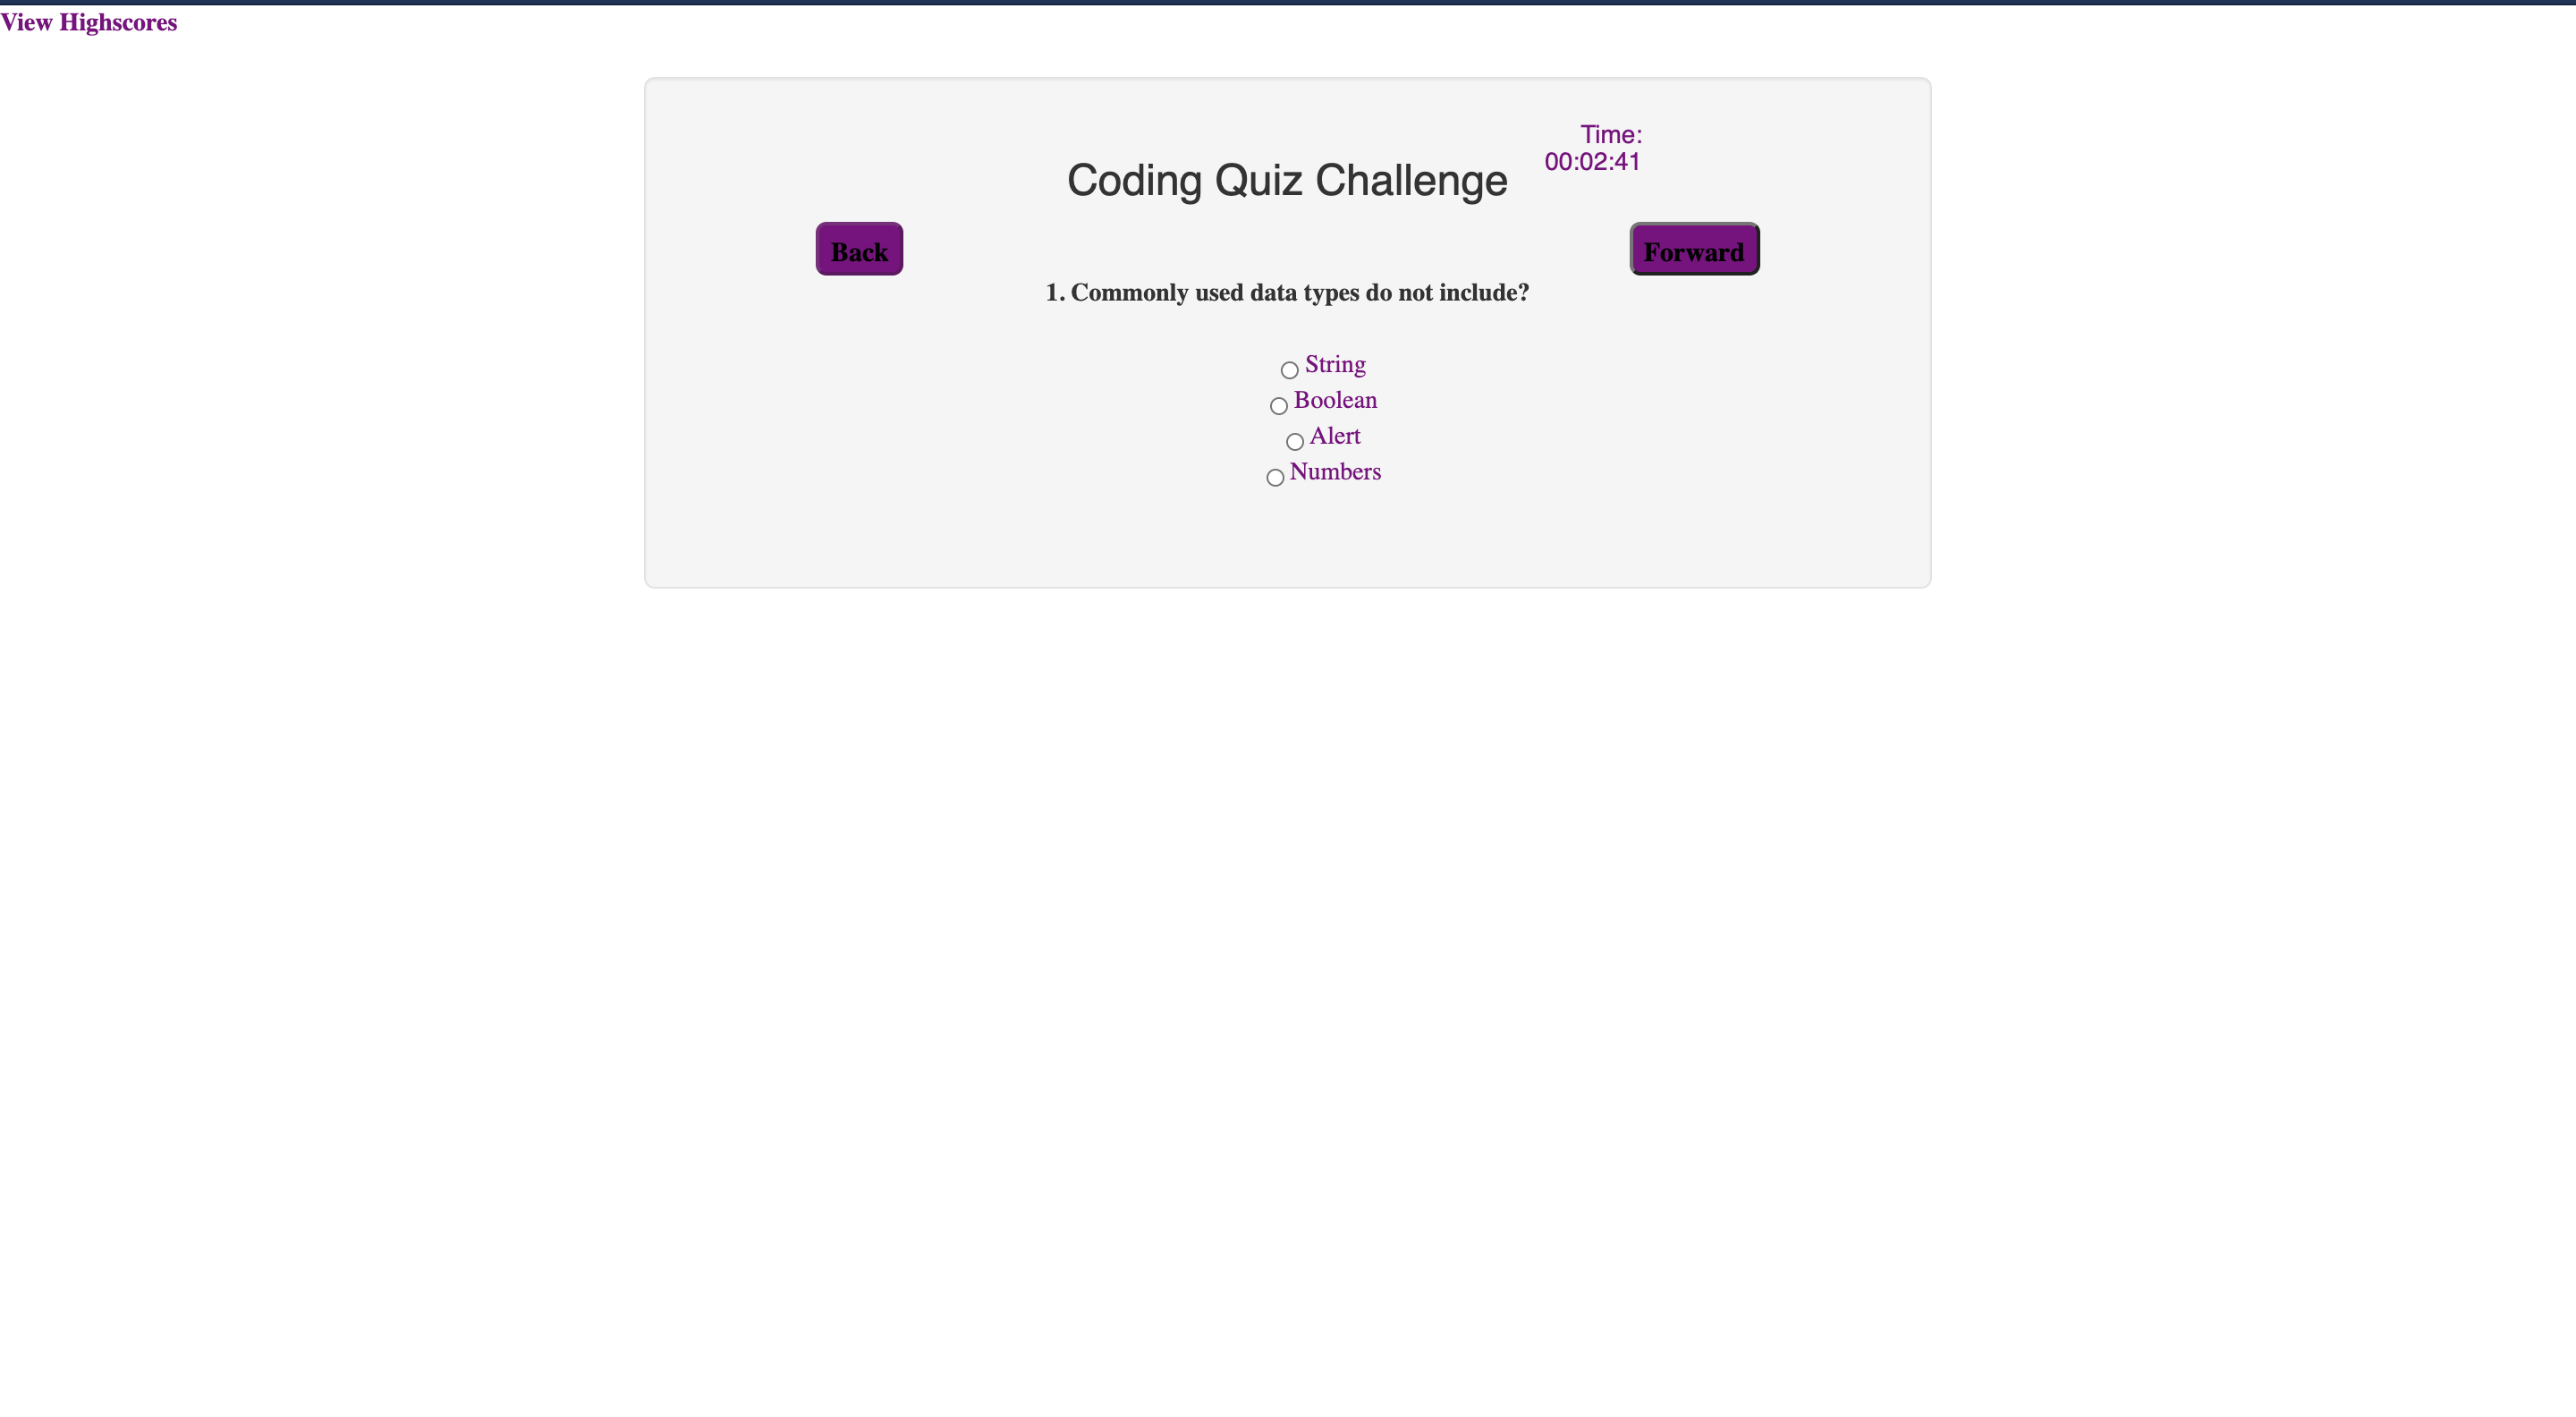 View Highscores
Time:
00:02:41
Coding Quiz Challenge
Back
Forward
1. Commonly used data types do not include?
String
Boolean
Alert
Numbers